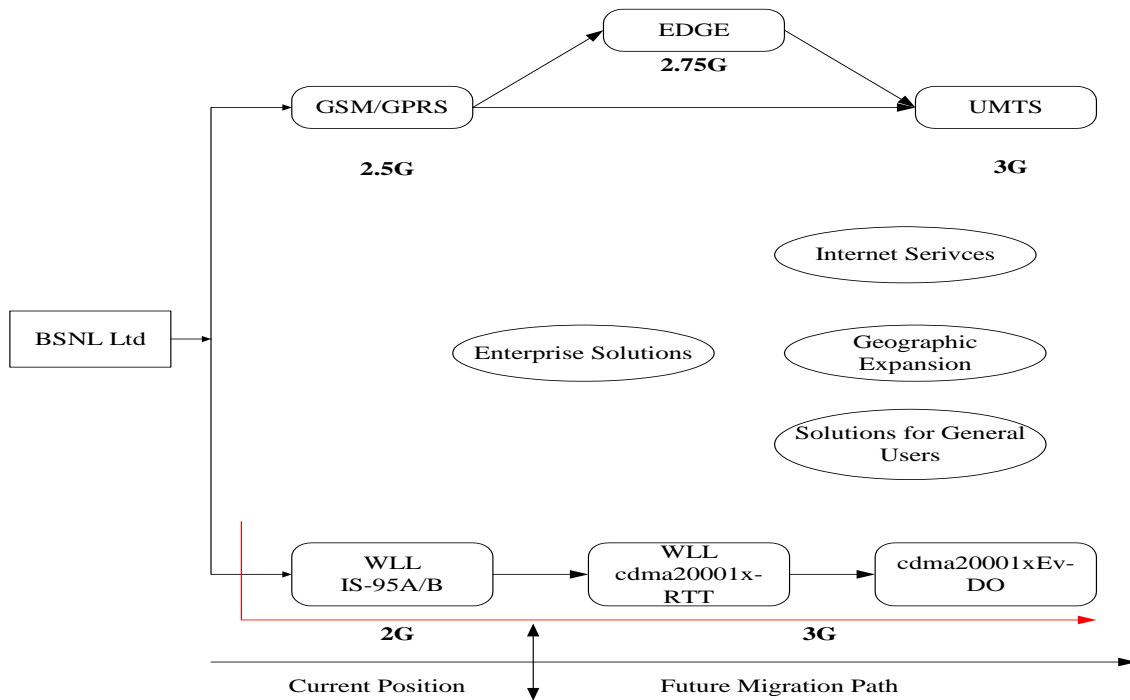 EDGE
2.75G
GSM/GPRS
UMTS
2.5G
3G
Internet Serivces
BSNL Ltd
Enterprise Solutions
Geographic
Expansion
Solutions for General
Users
WLL
IS-95A/B
WLL
cdma20001x-
RTT
cdma20001xEv-
DO
2G
3G
Current Position
Future Migration Path